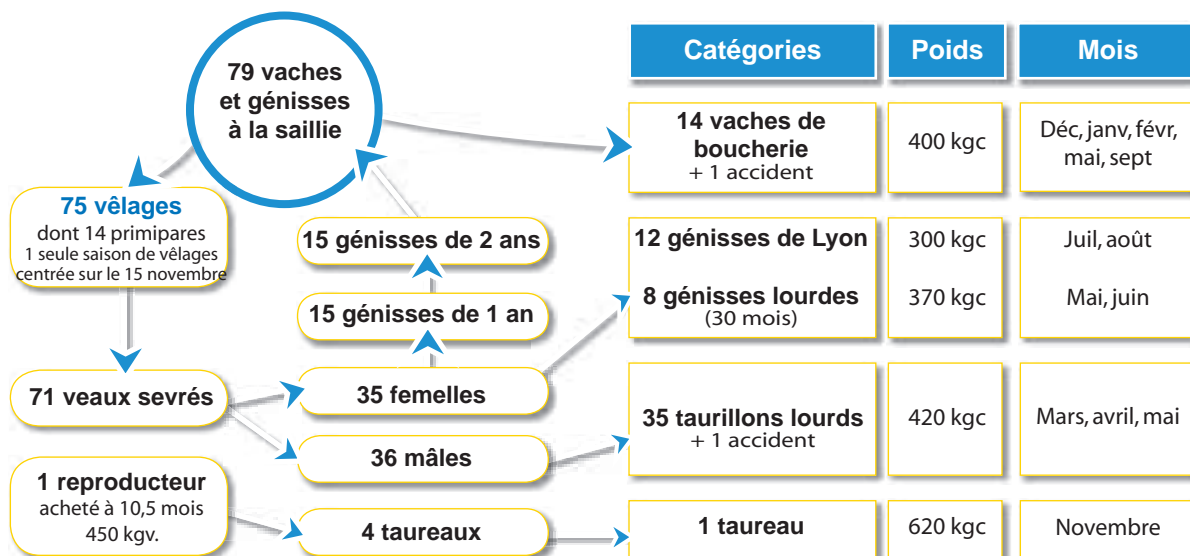 79 vaches
et génisses
à la saillie
75 vêlages
dont 14 primipares
1 seule saison de vêlages
centrée sur le 15 novembre
71 veaux sevrés
1 reproducteur
acheté à 10,5 mois
450 kgv.
15 génisses de 2 ans
15 génisses de 1 an
35 femelles
36 mâles
4 taureaux
Catégories
Poids
Mois
14 vaches de
boucherie
+ 1 accident
400 kgc
Déc, janv, févr,
mai, sept
12 génisses de Lyon
300 kgc
Juil, août
8 génisses lourdes
(30 mois)
370 kgc
Mai, juin
35 taurillons lourds
+ 1 accident
420 kgc
Mars, avril, mai
1 taureau
620 kgc
Novembre